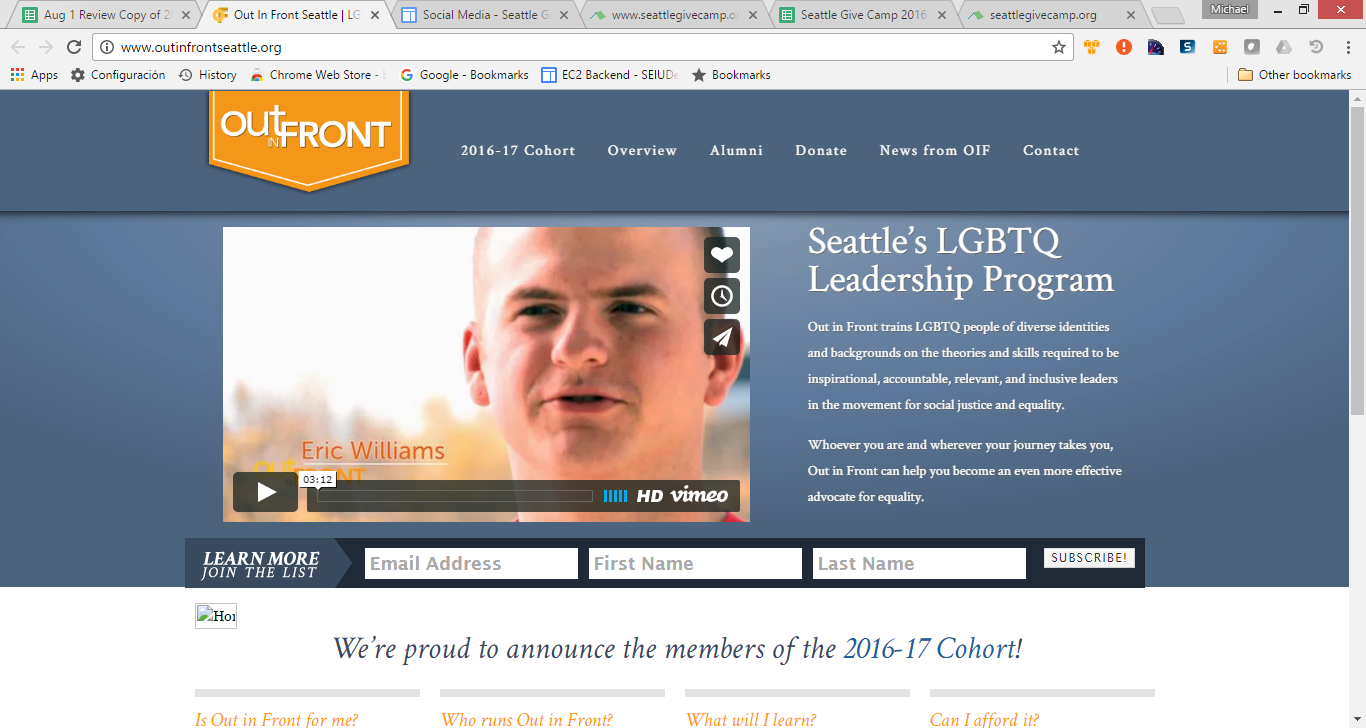 Michael
Aug 1 Review Copy of 2
Out In Front Seattle | LG
Social Media - Seattle G
www.seattlegivecamp.o
Seattle Give Camp 2016
seattlegivecamp.org
www.outinfrontseattle.org
Apps
Configuración
History
Chrome Web Store -
Google - Bookmarks
EC2 Backend - SEIUD
Bookmarks
Other bookmarks
OUT IN FRONT
2016-17 Cohort
Overview
Alumni
Donate
News from OIF
Contact
Eric Williams
03:12
HD vimeo
Seattle’s LGBTQ
Leadership Program
Out in Front trains LGBTQ people of diverse identities
and backgrounds on the theories and skills required to be
inspirational, accountable, relevant, and inclusive leaders
in the movement for social justice and equality.
Whoever you are and wherever your journey takes you,
Out in Front can help you become an even more effective
advocate for equality.
LEARN MORE
JOIN THE LIST
Email Address
First Name
Last Name
SUBSCRIBE!
We’re proud to announce the members of the 2016-17 Cohort!
Is Out in Front for me?
Who runs Out in Front?
What will I learn?
Can I afford it?